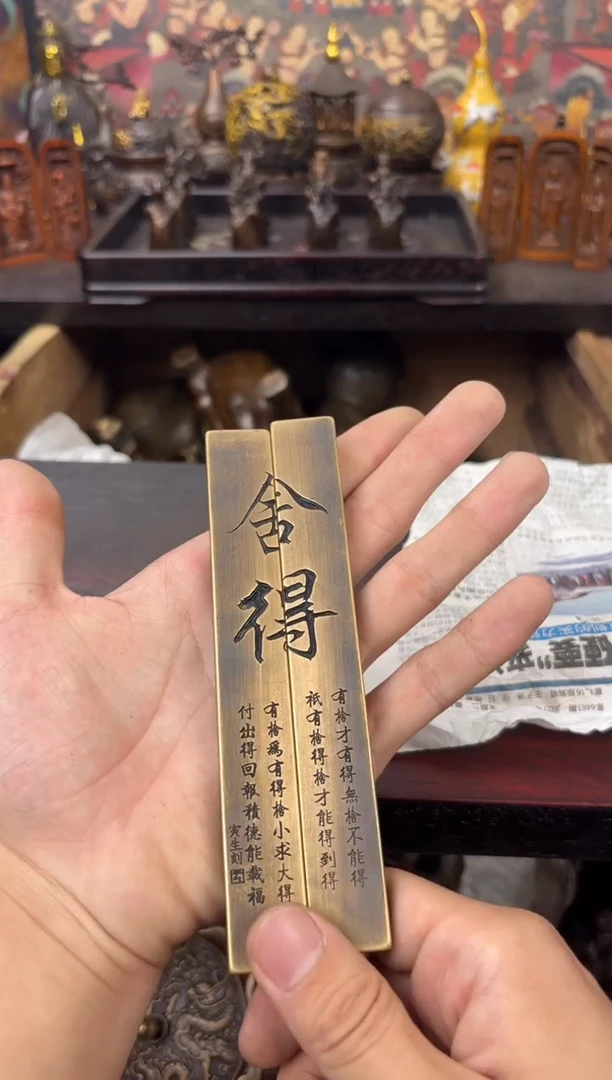 舍
得
有捨才有得無捨不能得
祇有捨得捨才能得到得
有捨爲有得捨小求大得
付出得回報積德能載福
寅生刻